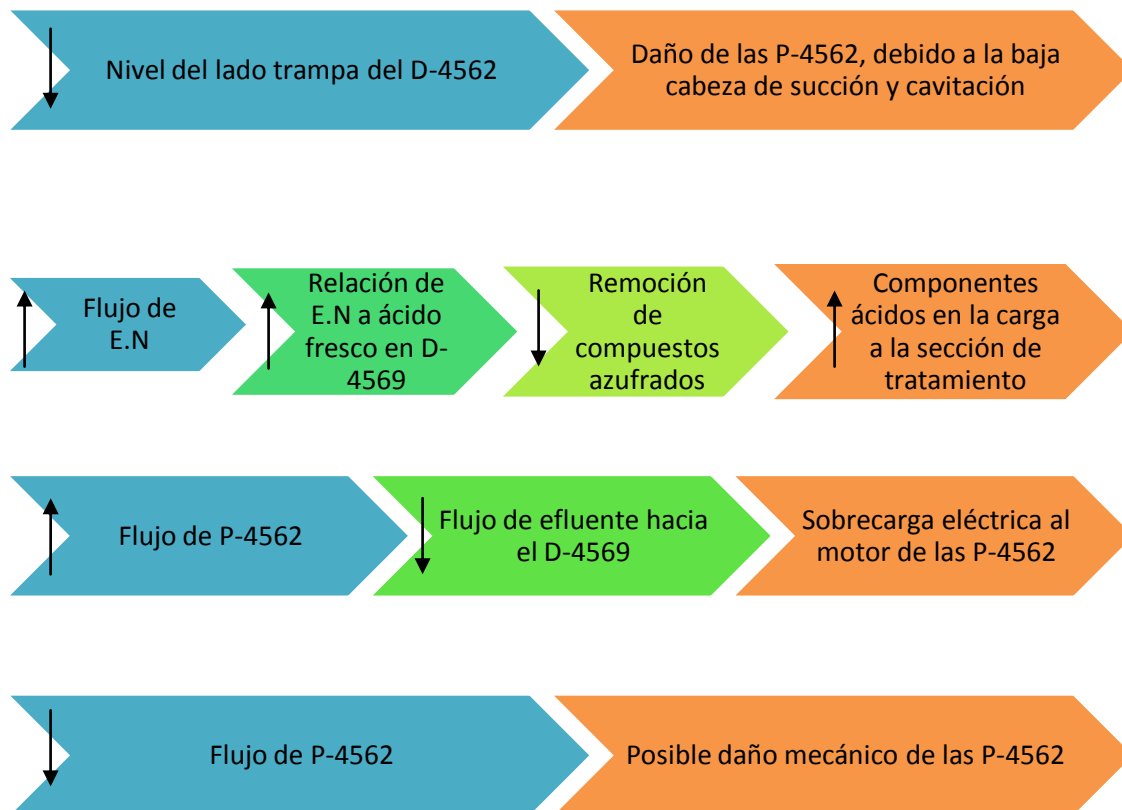 Nivel del lado trampa del D-4562
Daño de las P-4562, debido a la baja
cabeza de succión y cavitación
Flujo de
E.N
Relación de
E.N a ácido
fresco en D-
4569
Remoción
de
compuestos
azufrados
Componentes
ácidos en la carga
a la sección de
tratamiento
Flujo de P-4562
Flujo de efluente hacia
el D-4569
Sobrecarga eléctrica al
motor de las P-4562
Flujo de P-4562
Posible daño mecánico de las P-4562